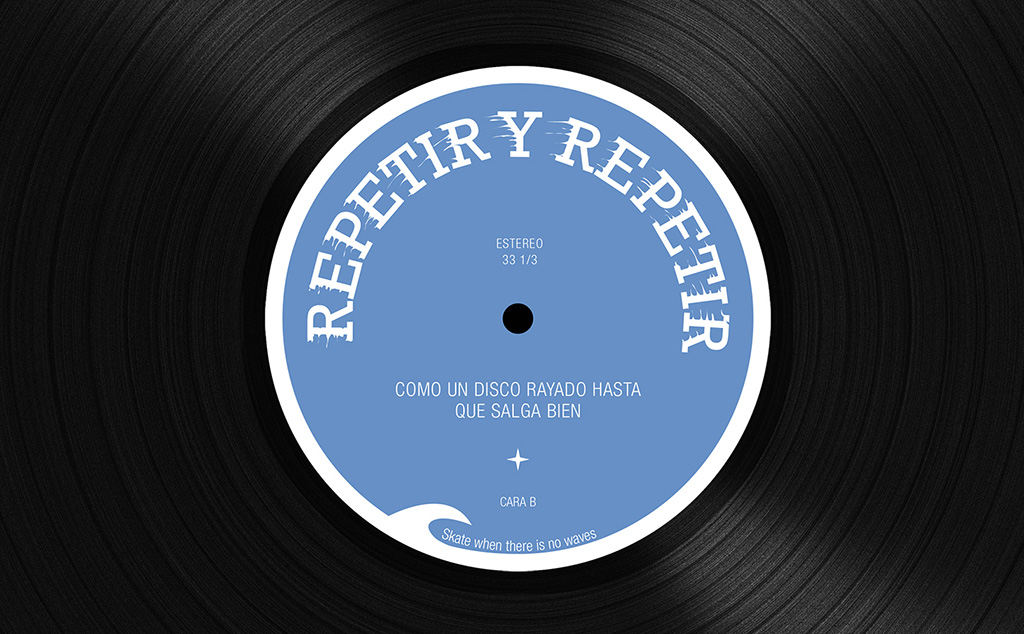 REPETIR Y REPETIR
ESTEREO
33 1/3
COMO UN DISCO RAYADO HASTA
QUE SALGA BIEN
CARA B
Skate when there is no waves